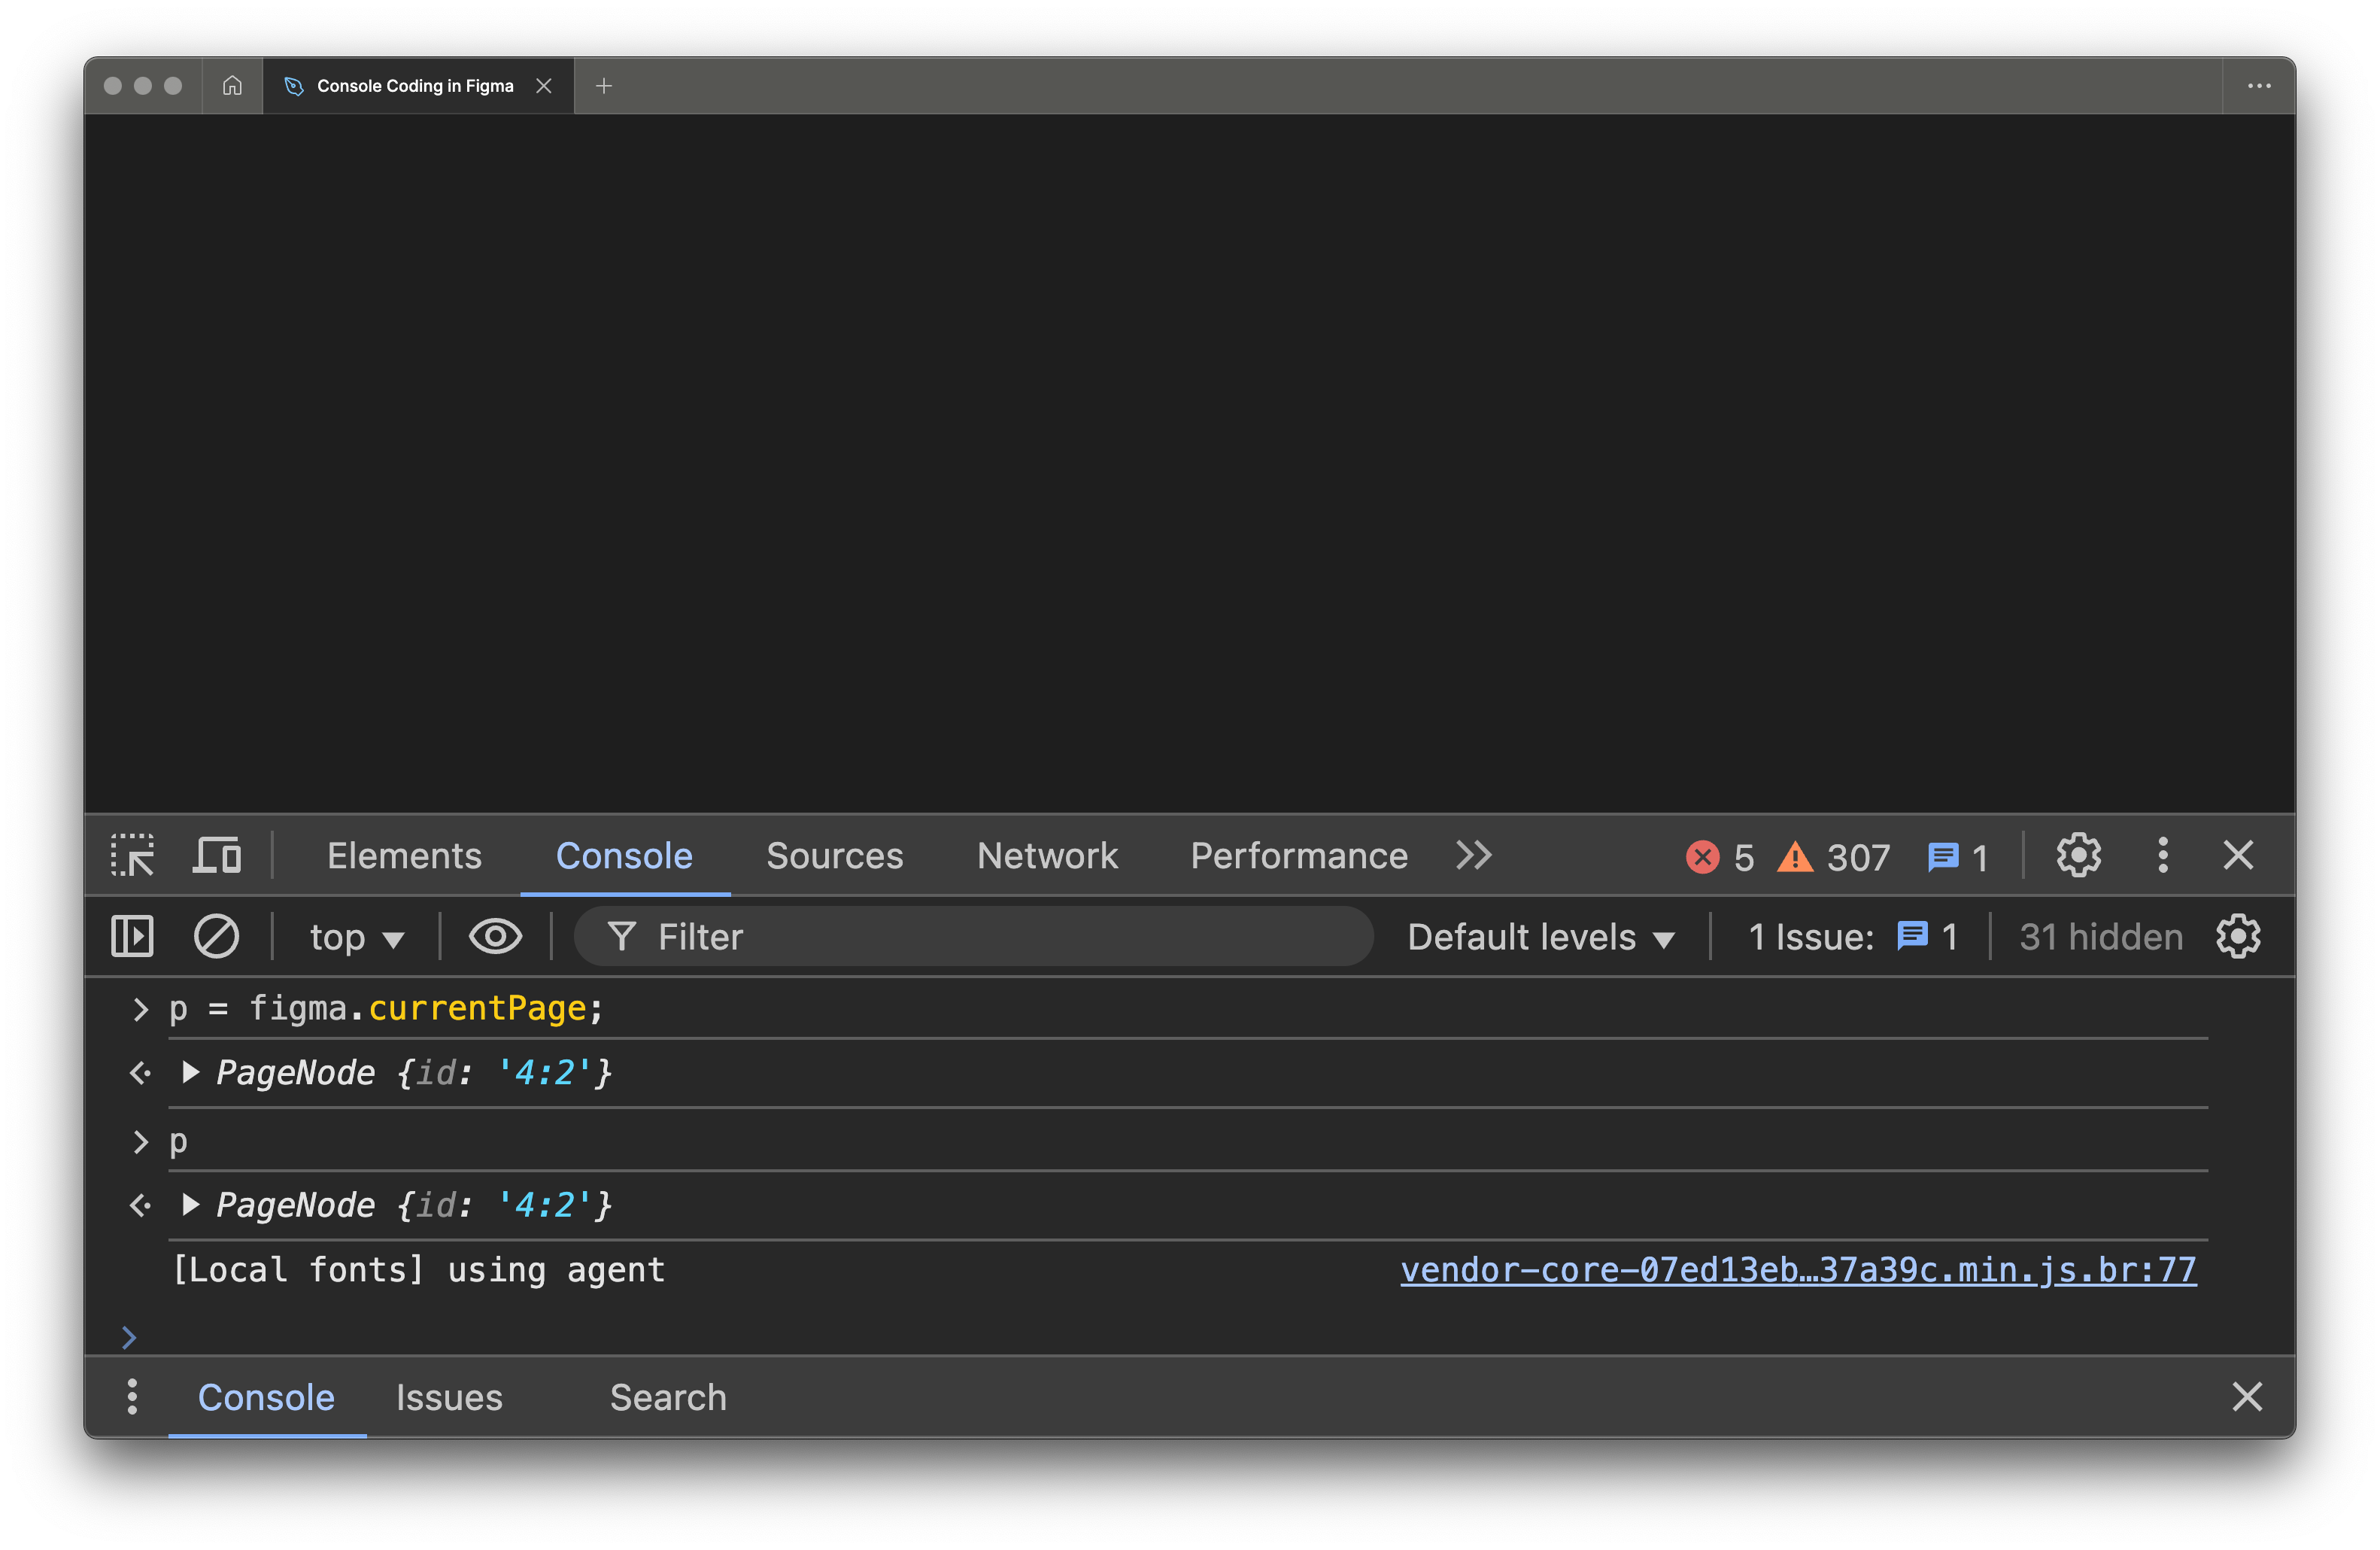 Console Coding in Figma
Elements Console Sources Network Performance 5 307 1
top Filter Default levels 1 Issue: 1 31 hidden
p = figma.currentPage;
PageNode {id: '4:2'}
p
PageNode {id: '4:2'}
[Local fonts] using agent vendor-core-07ed13eb…37a39c.min.js.br:77
Console Issues Search